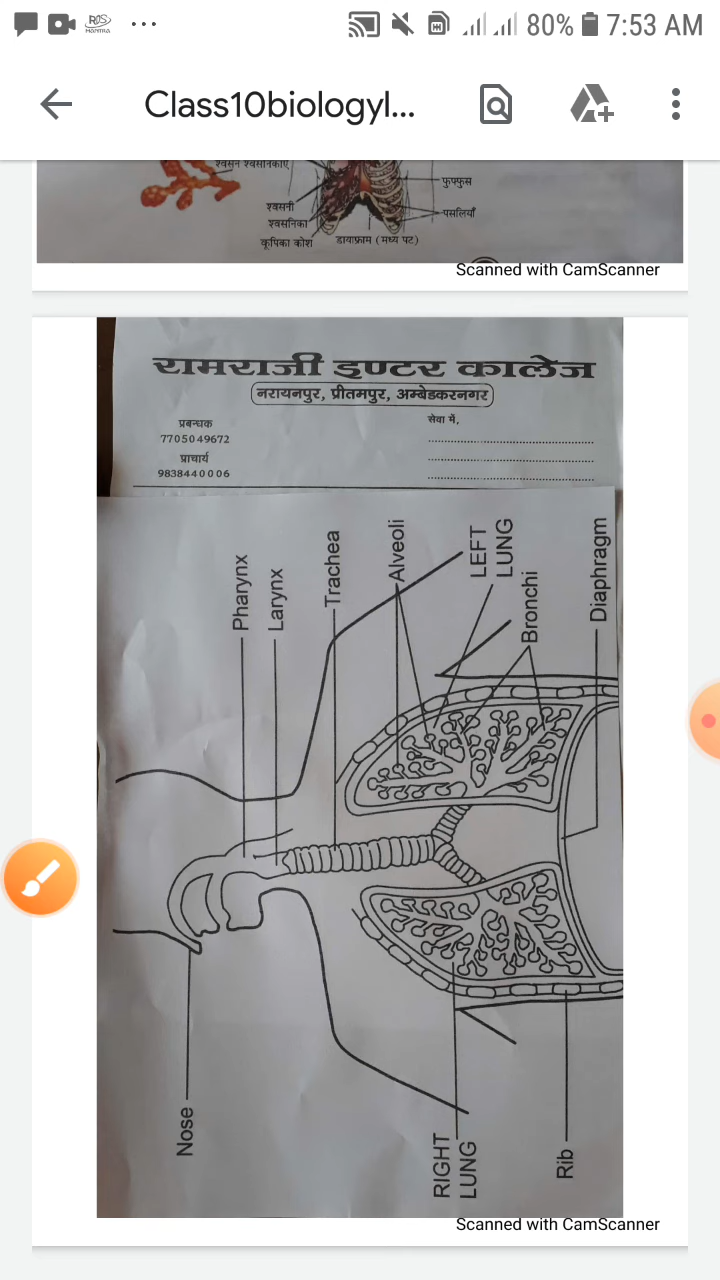 80% 7:53 AM
Class10biologyl...
श्वसनी
श्वसनिका
कूपिका कोश
डायाफ्राम ( मध्य पट)
फुफ्फुस
पसलियाँ
Scanned with CamScanner
रामराजी इण्टर कालेज
नरायनपुर, प्रीतमपुर, अम्बेडकरनगर
प्रबन्धक
7705049672
प्राचार्य
9838440006
सेवा में,
Pharynx
Larynx
Trachea
Alveoli
LEFT
LUNG
Bronchi
Diaphragm
Nose
RIGHT
LUNG
Rib
Scanned with CamScanner